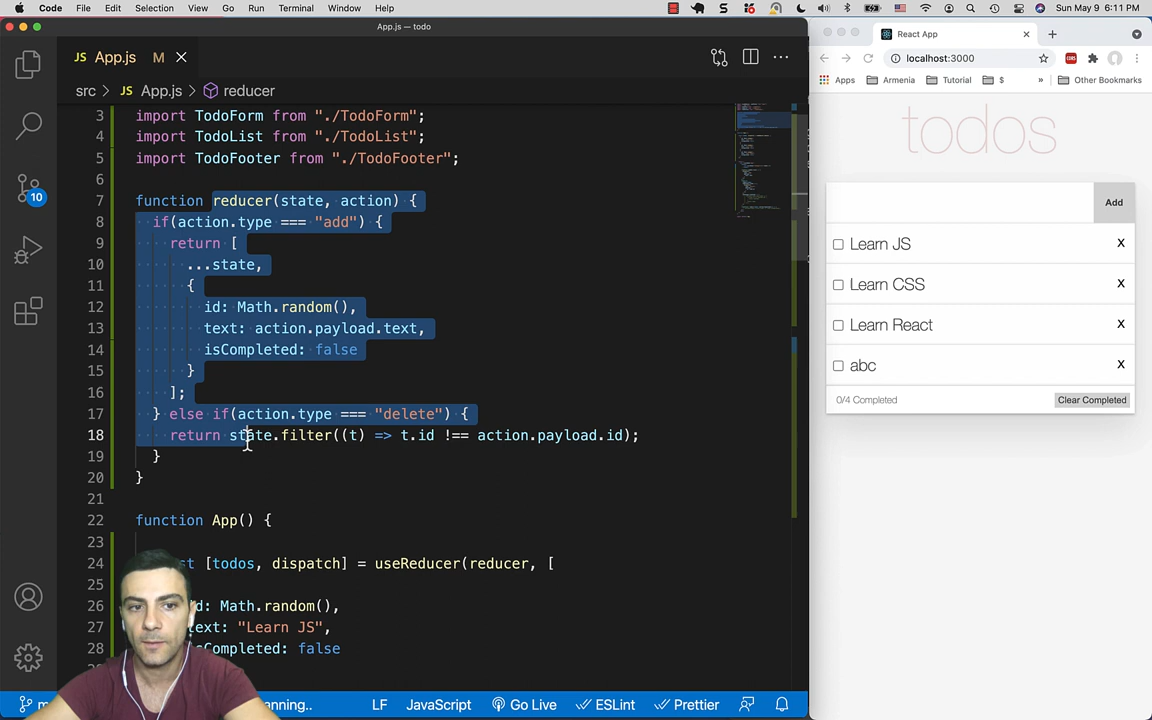 Code File Edit Selection View Go Run Terminal Window Help
Sun May 9 6:11 PM
App.js — todo
JS App.js M
src > JS App.js > reducer
3 import TodoForm from "./TodoForm";
4 import TodoList from "./TodoList";
5 import TodoFooter from "./TodoFooter";
6
7 function reducer(state, action) {
8 if(action.type === "add") {
9 return [
10 ...state,
11 {
12 id: Math.random(),
13 text: action.payload.text,
14 isCompleted: false
15 }
16 ];
17 } else if(action.type === "delete") {
18 return state.filter((t) => t.id !== action.payload.id);
19 }
20 }
21
22 function App() {
23
24 [todos, dispatch] = useReducer(reducer, [
25
26 id: Math.random(),
27 text: "Learn JS",
28 isCompleted: false
10
LF JavaScript Go Live ESLint Prettier
React App
localhost:3000
Apps Armenia Tutorial $ » Other Bookmarks
todos
Add
Learn JS X
Learn CSS X
Learn React X
abc X
0/4 Completed Clear Completed